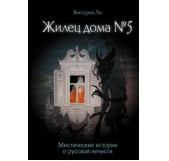 Виктория Ли
Жилец дома №5
Мистические истории
о русской нечисти